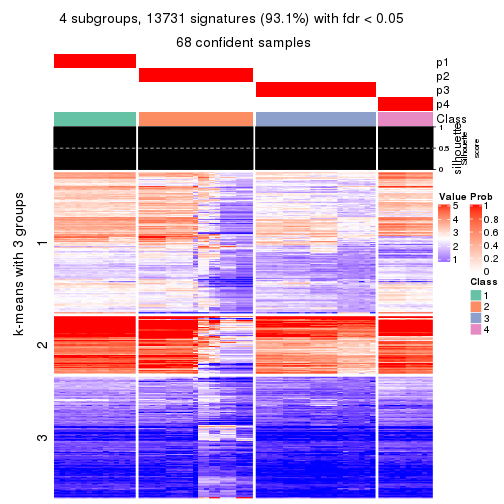 4 subgroups, 13731 signatures (93.1%) with fdr < 0.05
68 confident samples
p1
p2
p3
p4
Class
1
0.5
0
silhouette
Silhouette
score
k-means with 3 groups
1
2
3
Value
5
4
3
2
1
Prob
1
0.8
0.6
0.4
0.2
0
Class
1
2
3
4